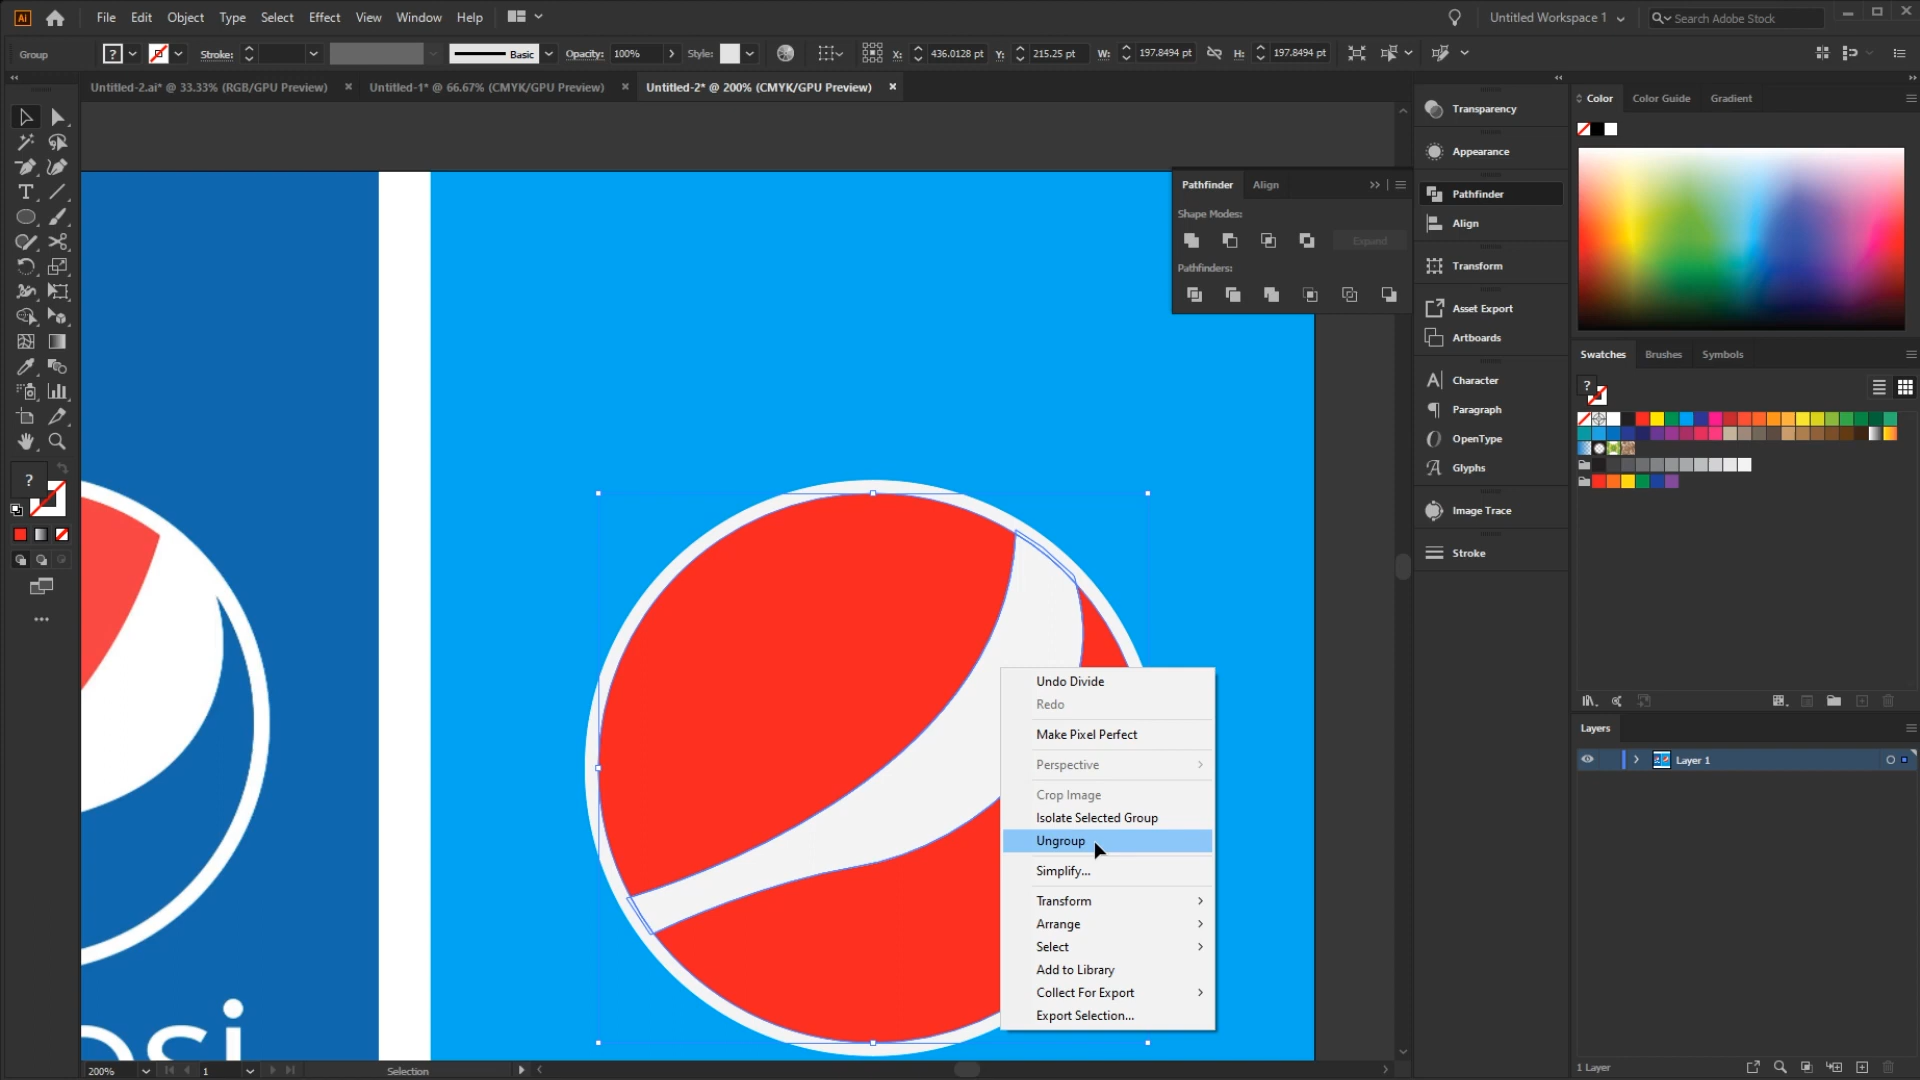 File Edit Object Type Select Effect View Window Help
Untitled Workspace 1
Search Adobe Stock
Group
Stroke:
Basic
Opacity: 100%
Style:
X: 436.0128 pt
Y: 215.25 pt
W: 197.8494 pt
H: 197.8494 pt
Untitled-2.ai* @ 33.33% (RGB/GPU Preview)
Untitled-1* @ 66.67% (CMYK/GPU Preview)
Untitled-2* @ 200% (CMYK/GPU Preview)
Pathfinder Align
Shape Modes:
Expand
Pathfinders:
Undo Divide
Redo
Make Pixel Perfect
Perspective
Crop Image
Isolate Selected Group
Ungroup
Simplify...
Transform
Arrange
Select
Add to Library
Collect For Export
Export Selection...
Transparency
Appearance
Pathfinder
Align
Transform
Asset Export
Artboards
Character
Paragraph
OpenType
Glyphs
Image Trace
Stroke
Color Color Guide Gradient
Swatches Brushes Symbols
Layers
Layer 1
1 Layer
200%
1
Selection